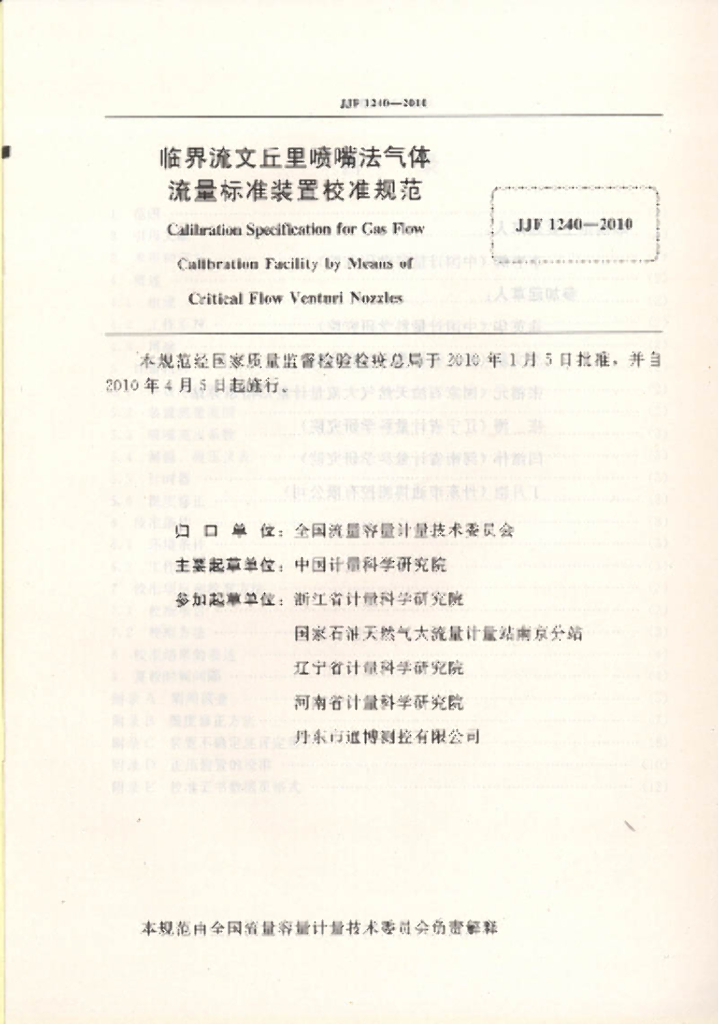 JJF 1240—2010
临界流文丘里喷嘴法气体
流量标准装置校准规范
Calibration Specification for Gas Flow
Calibration Facility by Means of
Critical Flow Venturi Nozzles
JJF 1240—2010
本规范经国家质量监督检验检疫总局于 2010 年 1 月 5 日批准，并自
2010 年 4 月 5 日起施行。
归口单位：全国流量容量计量技术委员会
主要起草单位：中国计量科学研究院
参加起草单位：浙江省计量科学研究院
国家石油天然气大流量计量站南京分站
辽宁省计量科学研究院
河南省计量科学研究院
丹东市通博测控有限公司
本规范由全国流量容量计量技术委员会负责解释